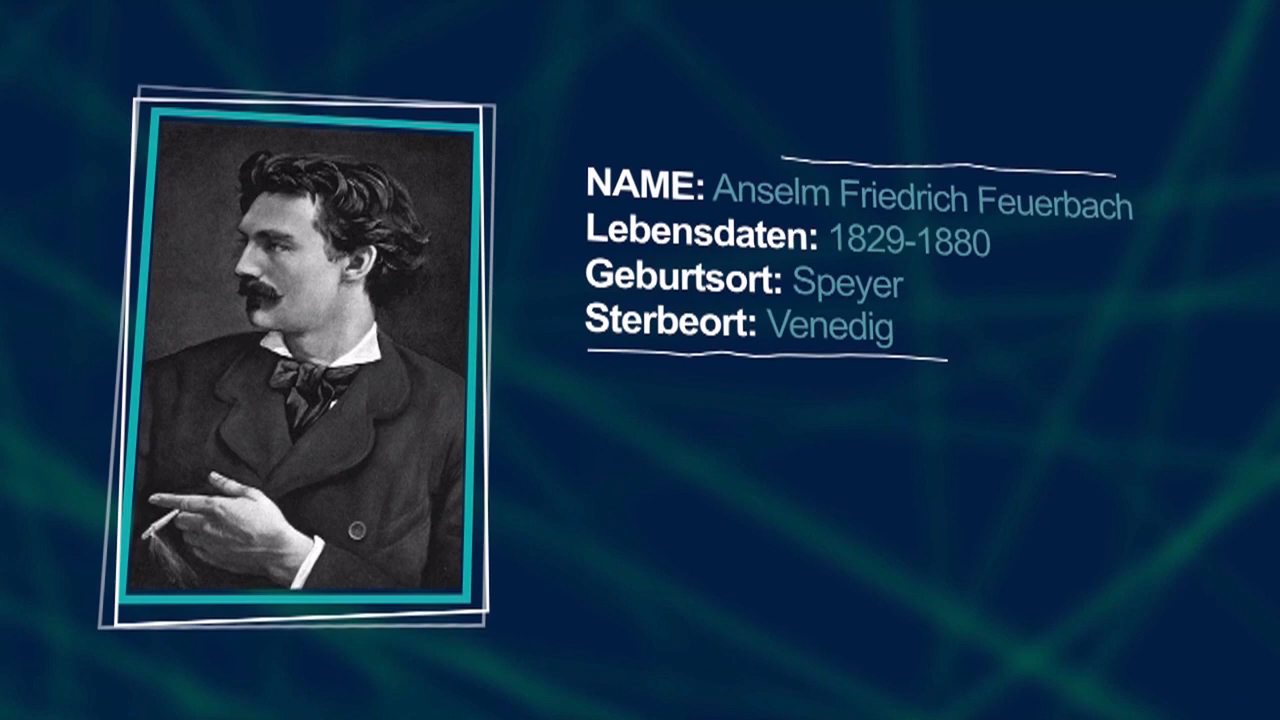 NAME: Anselm Friedrich Feuerbach
Lebensdaten: 1829-1880
Geburtsort: Speyer
Sterbeort: Venedig